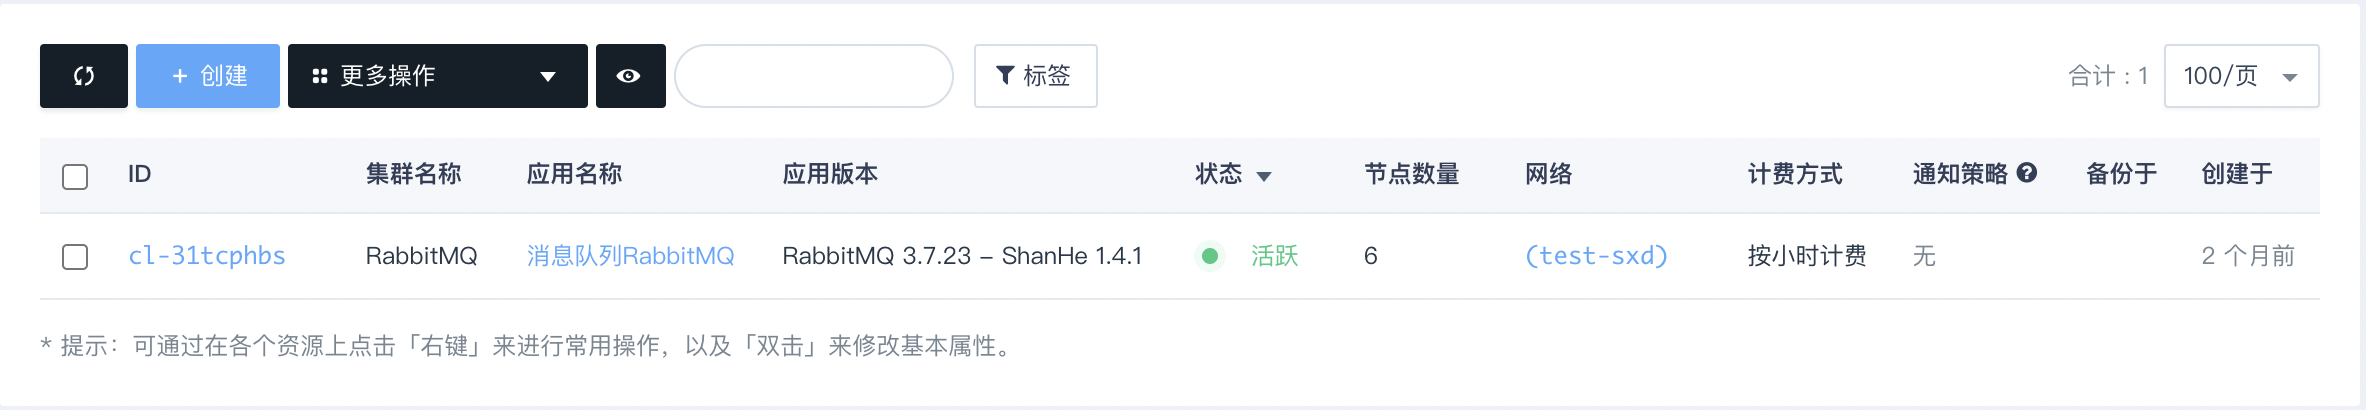 + 创建 更多操作 标签 合计：1 100/页
ID 集群名称 应用名称 应用版本 状态 节点数量 网络 计费方式 通知策略 备份于 创建于
cl-31tcphbs RabbitMQ 消息队列RabbitMQ RabbitMQ 3.7.23 – ShanHe 1.4.1 活跃 6 (test-sxd) 按小时计费 无 2 个月前
* 提示：可通过在各个资源上点击「右键」来进行常用操作，以及「双击」来修改基本属性。